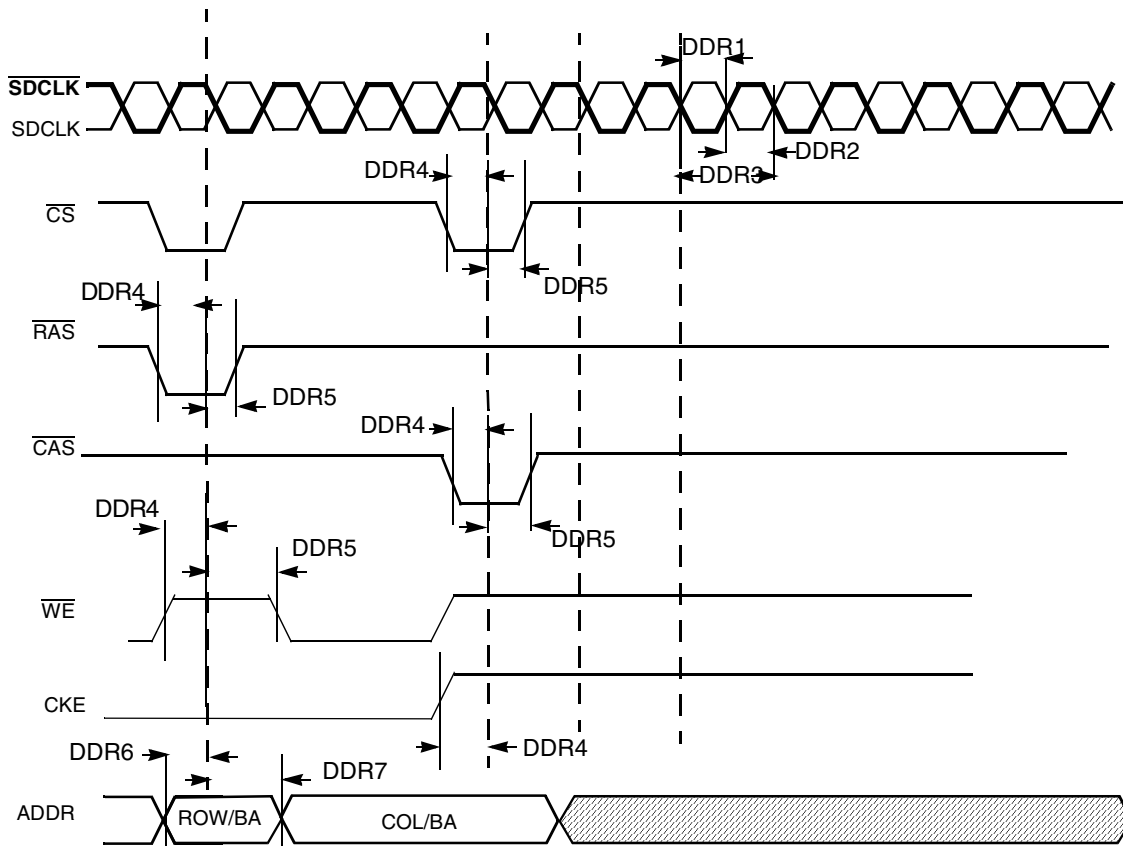 DDR1
SDCLK
SDCLK
DDR2
DDR4
DDR3
CS
DDR5
DDR4
RAS
DDR5
DDR4
CAS
DDR4
DDR5
DDR5
WE
CKE
DDR4
DDR6
DDR7
ADDR
ROW/BA
COL/BA